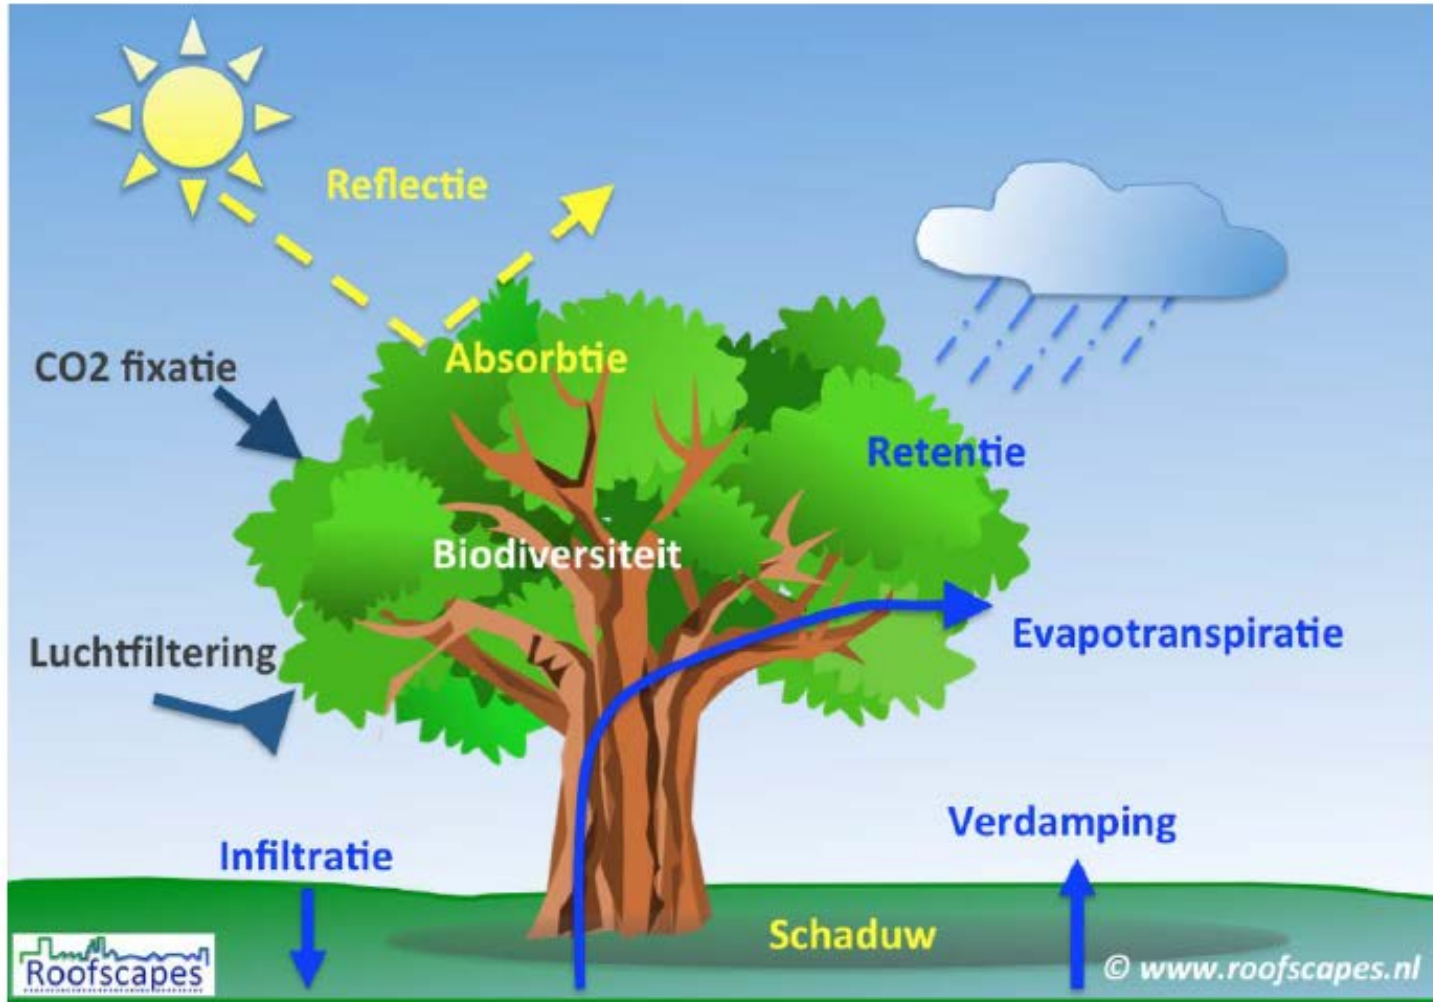 Reflectie
Absorbtie
CO2 fixatie
Retentie
Biodiversiteit
Evapotranspiratie
Luchtfiltering
Verdamping
Infiltratie
Schaduw
Roofscapes
© www.roofscapes.nl